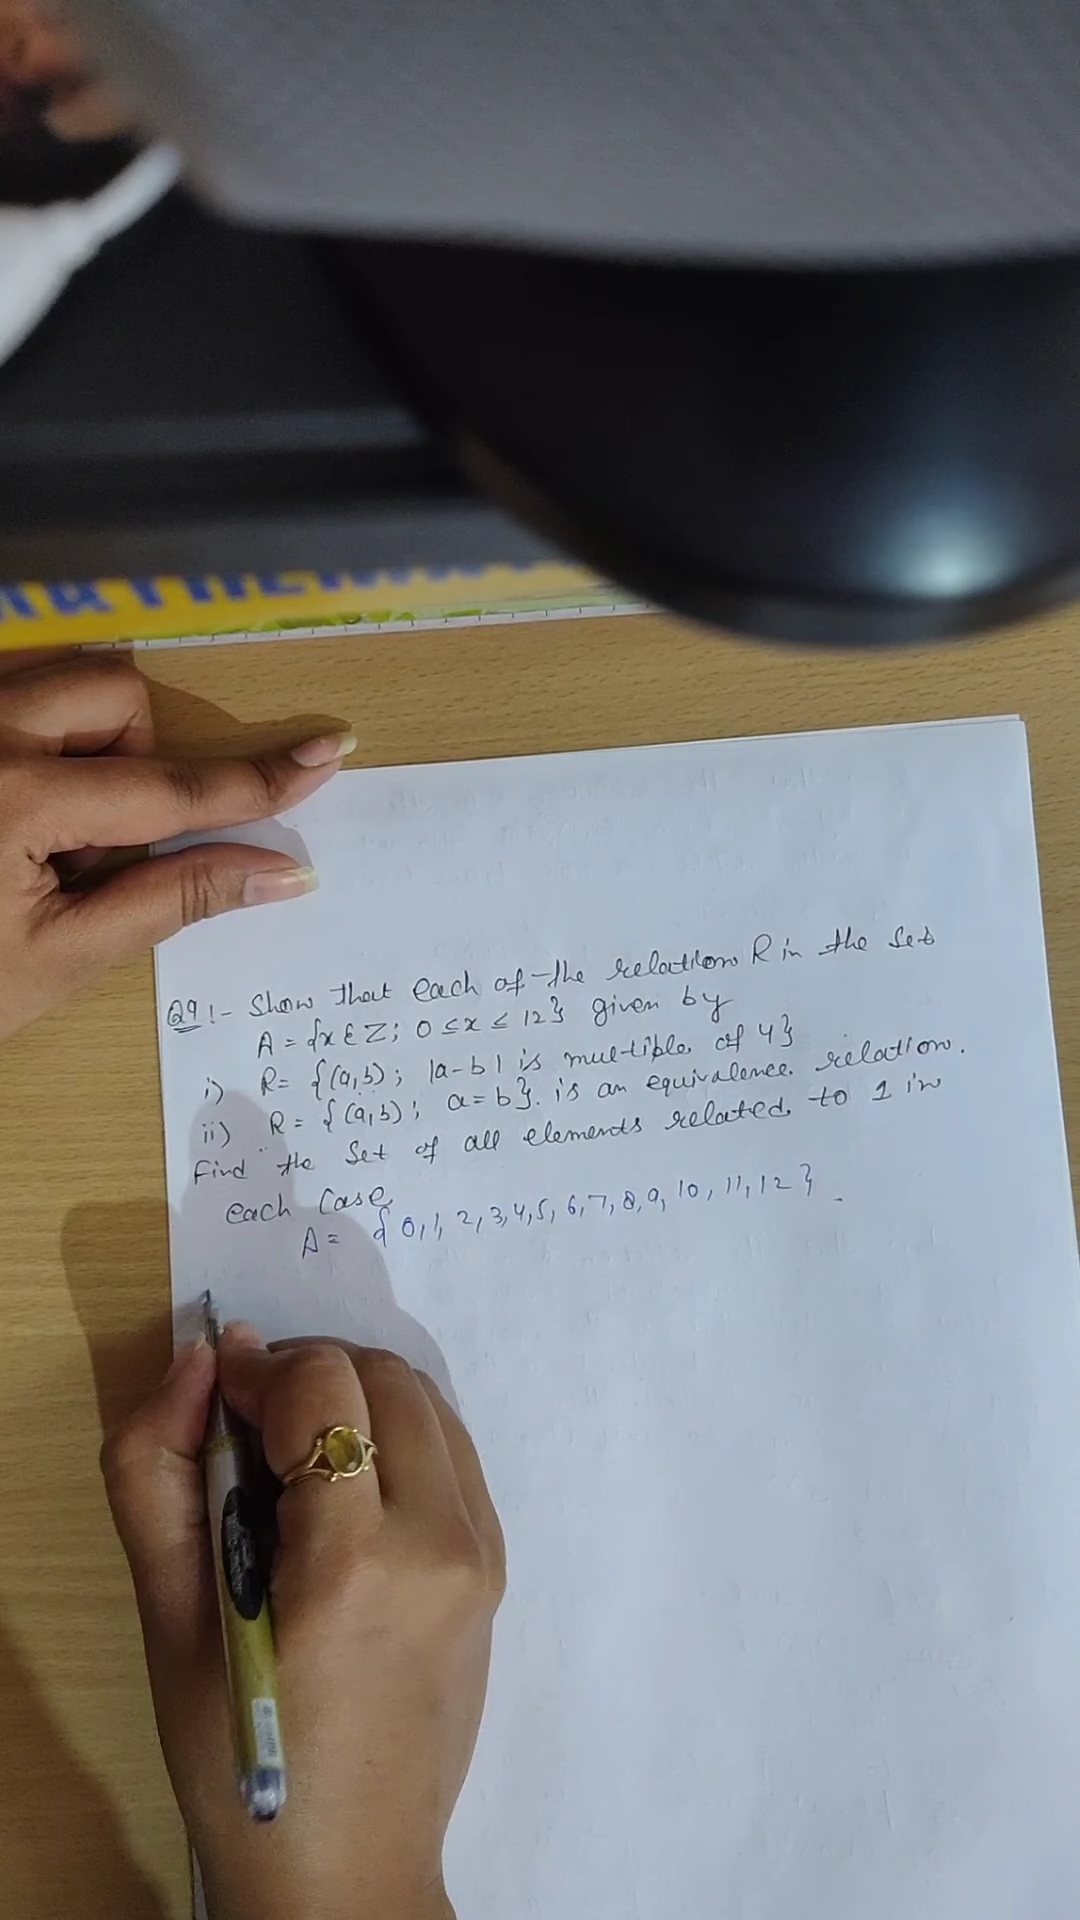 Q9:- Show that each of the relation R in the set
A = {x ∈ Z; 0 ≤ x ≤ 12} given by
i) R = {(a,b); |a-b| is multiple of 4}
ii) R = {(a,b); a = b}. is an equivalence relation.
Find the set of all elements related to 1 in
each case
A = {0,1, 2,3,4,5, 6,7,8,9, 10, 11,12}.